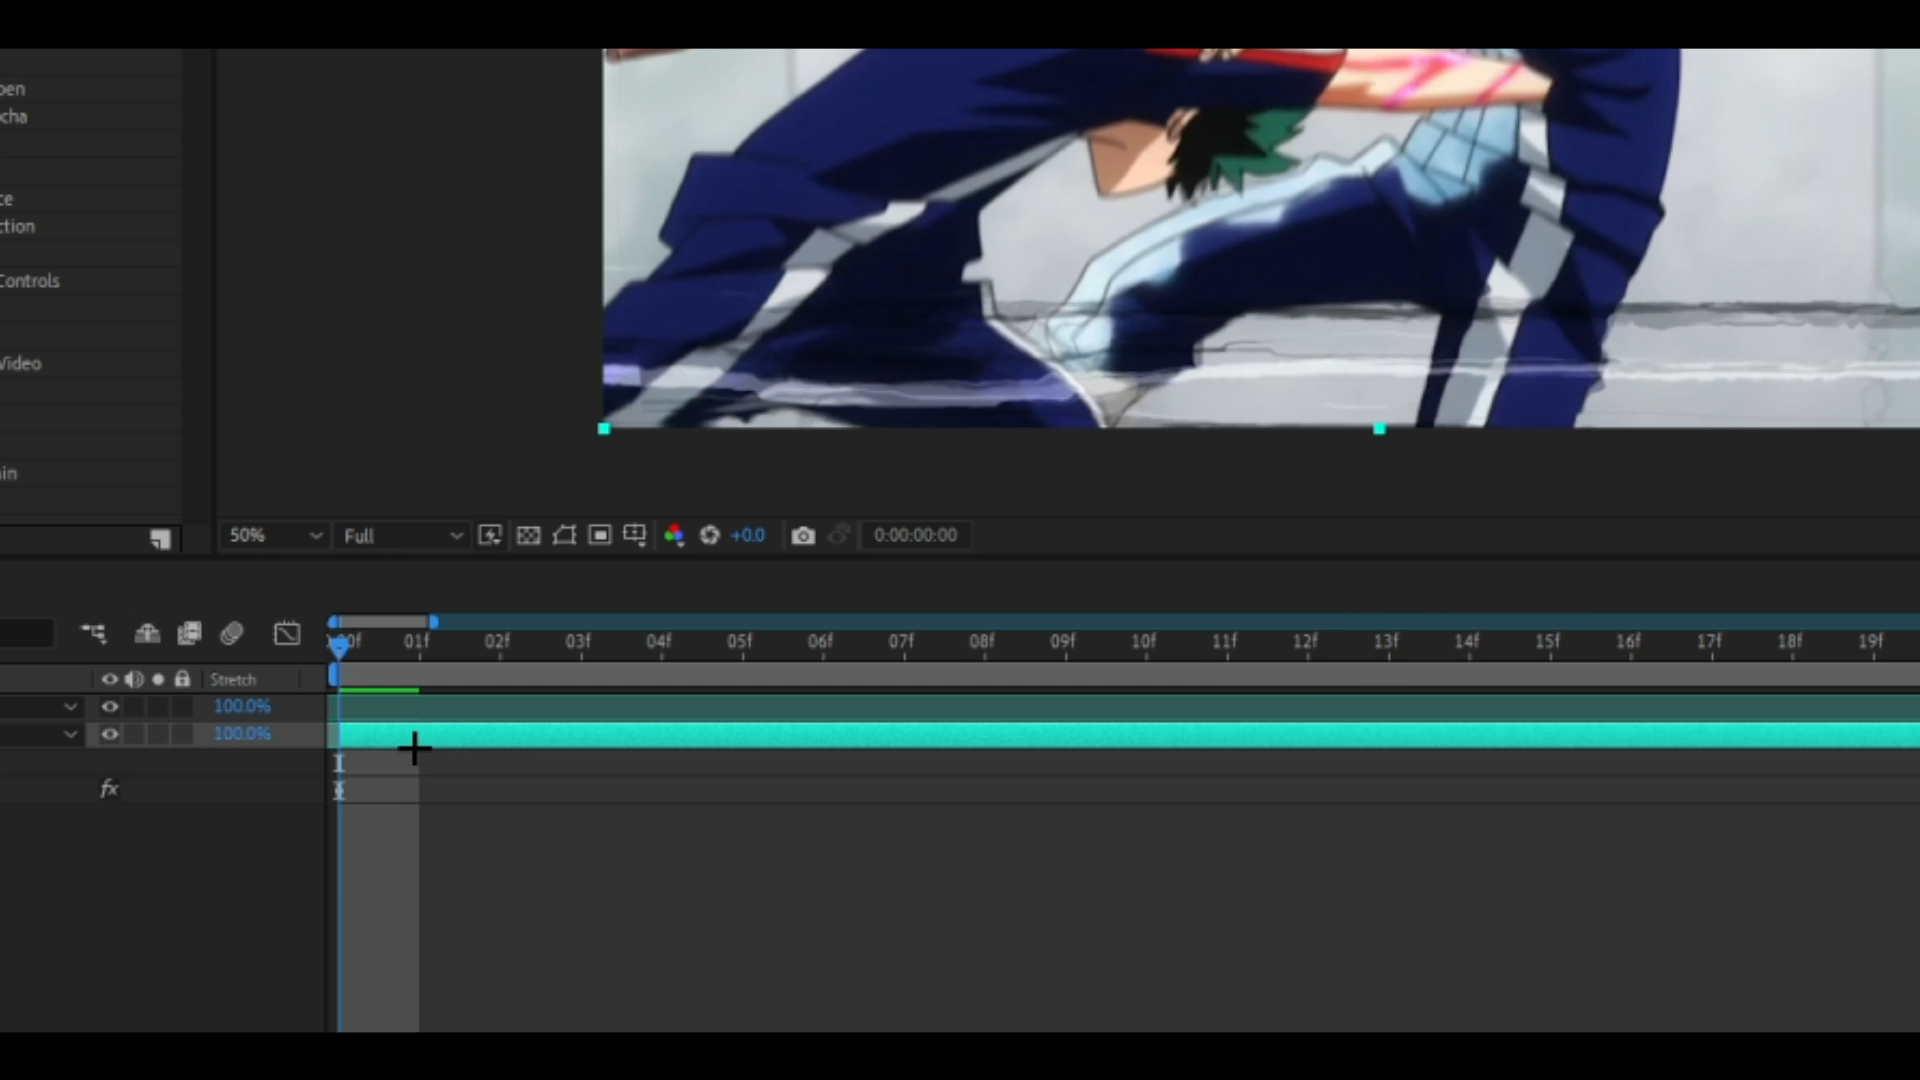 pen
cha
ce
ction
Controls
Video
in
50% Full +0.0 0:00:00:00
00f 01f 02f 03f 04f 05f 06f 07f 08f 09f 10f 11f 12f 13f 14f 15f 16f 17f 18f 19f
Stretch
100.0%
100.0%
fx